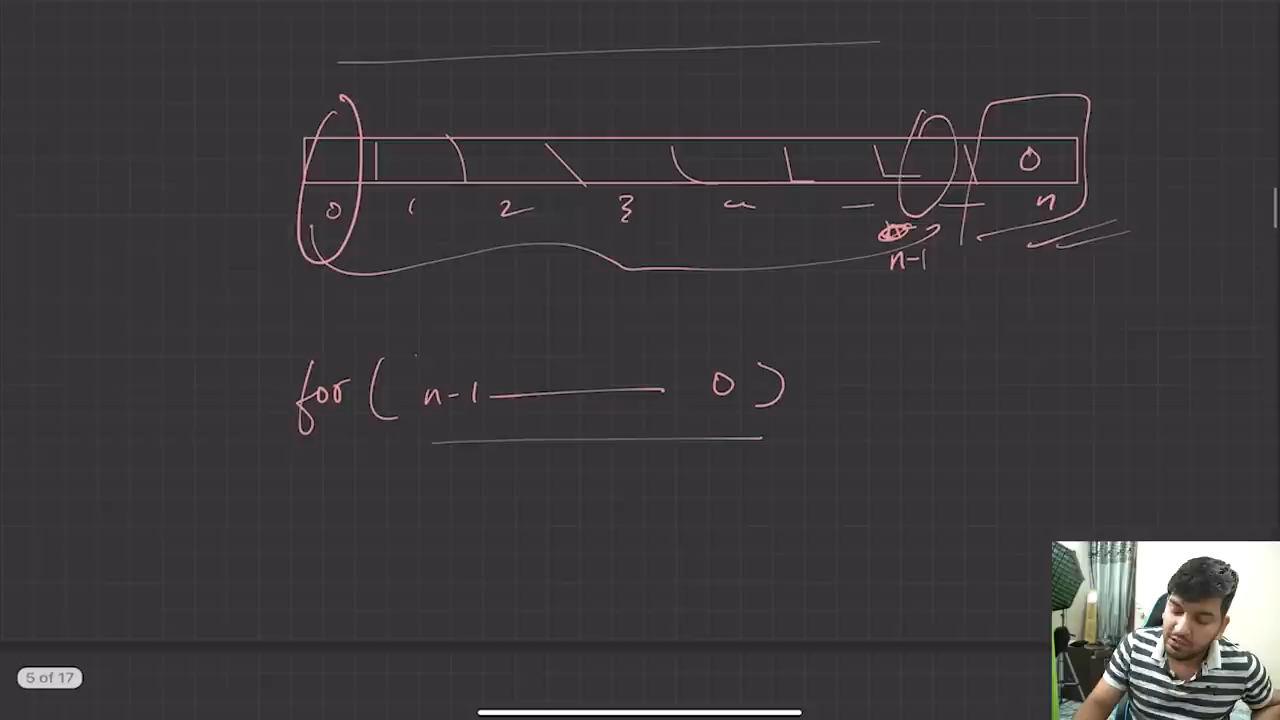 0
0 1 2 3 4 — — n
n-1
for ( n-1 —— 0 )
5 of 17